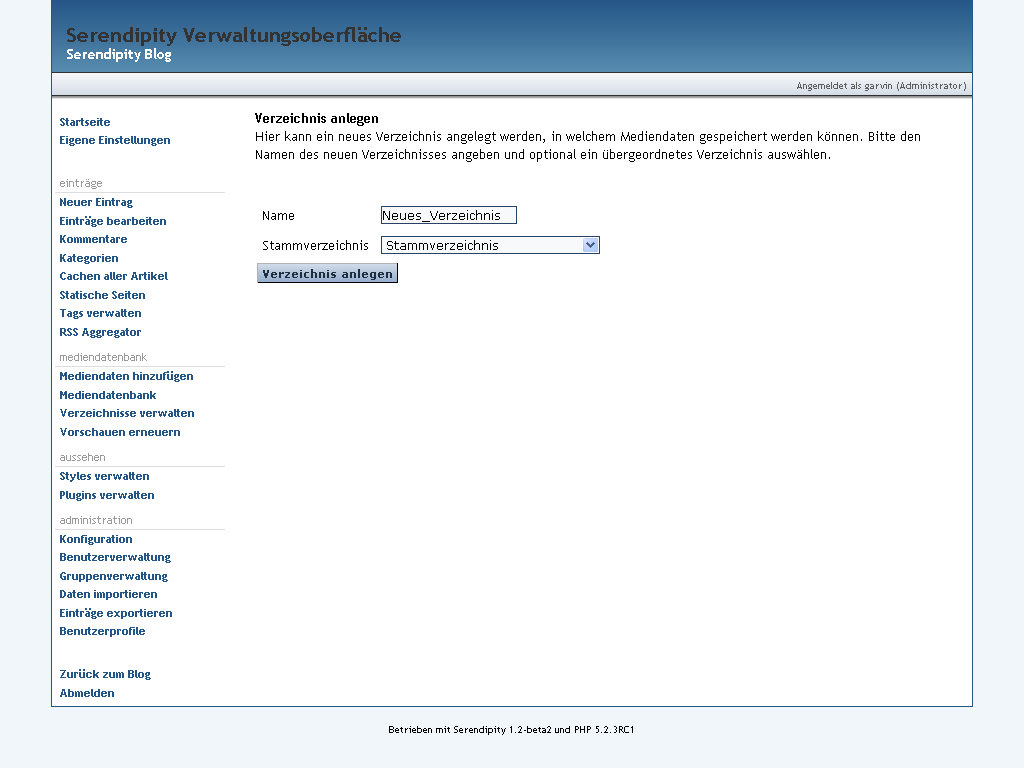 Serendipity Verwaltungsoberfläche
Serendipity Blog
Angemeldet als garvin (Administrator)
Startseite
Eigene Einstellungen
einträge
Neuer Eintrag
Einträge bearbeiten
Kommentare
Kategorien
Cachen aller Artikel
Statische Seiten
Tags verwalten
RSS Aggregator
mediendatenbank
Mediendaten hinzufügen
Mediendatenbank
Verzeichnisse verwalten
Vorschauen erneuern
aussehen
Styles verwalten
Plugins verwalten
administration
Konfiguration
Benutzerverwaltung
Gruppenverwaltung
Daten importieren
Einträge exportieren
Benutzerprofile
Zurück zum Blog
Abmelden
Verzeichnis anlegen
Hier kann ein neues Verzeichnis angelegt werden, in welchem Mediendaten gespeichert werden können. Bitte den
Namen des neuen Verzeichnisses angeben und optional ein übergeordnetes Verzeichnis auswählen.
Name Neues_Verzeichnis
Stammverzeichnis Stammverzeichnis
Verzeichnis anlegen
Betrieben mit Serendipity 1.2-beta2 und PHP 5.2.3RC1